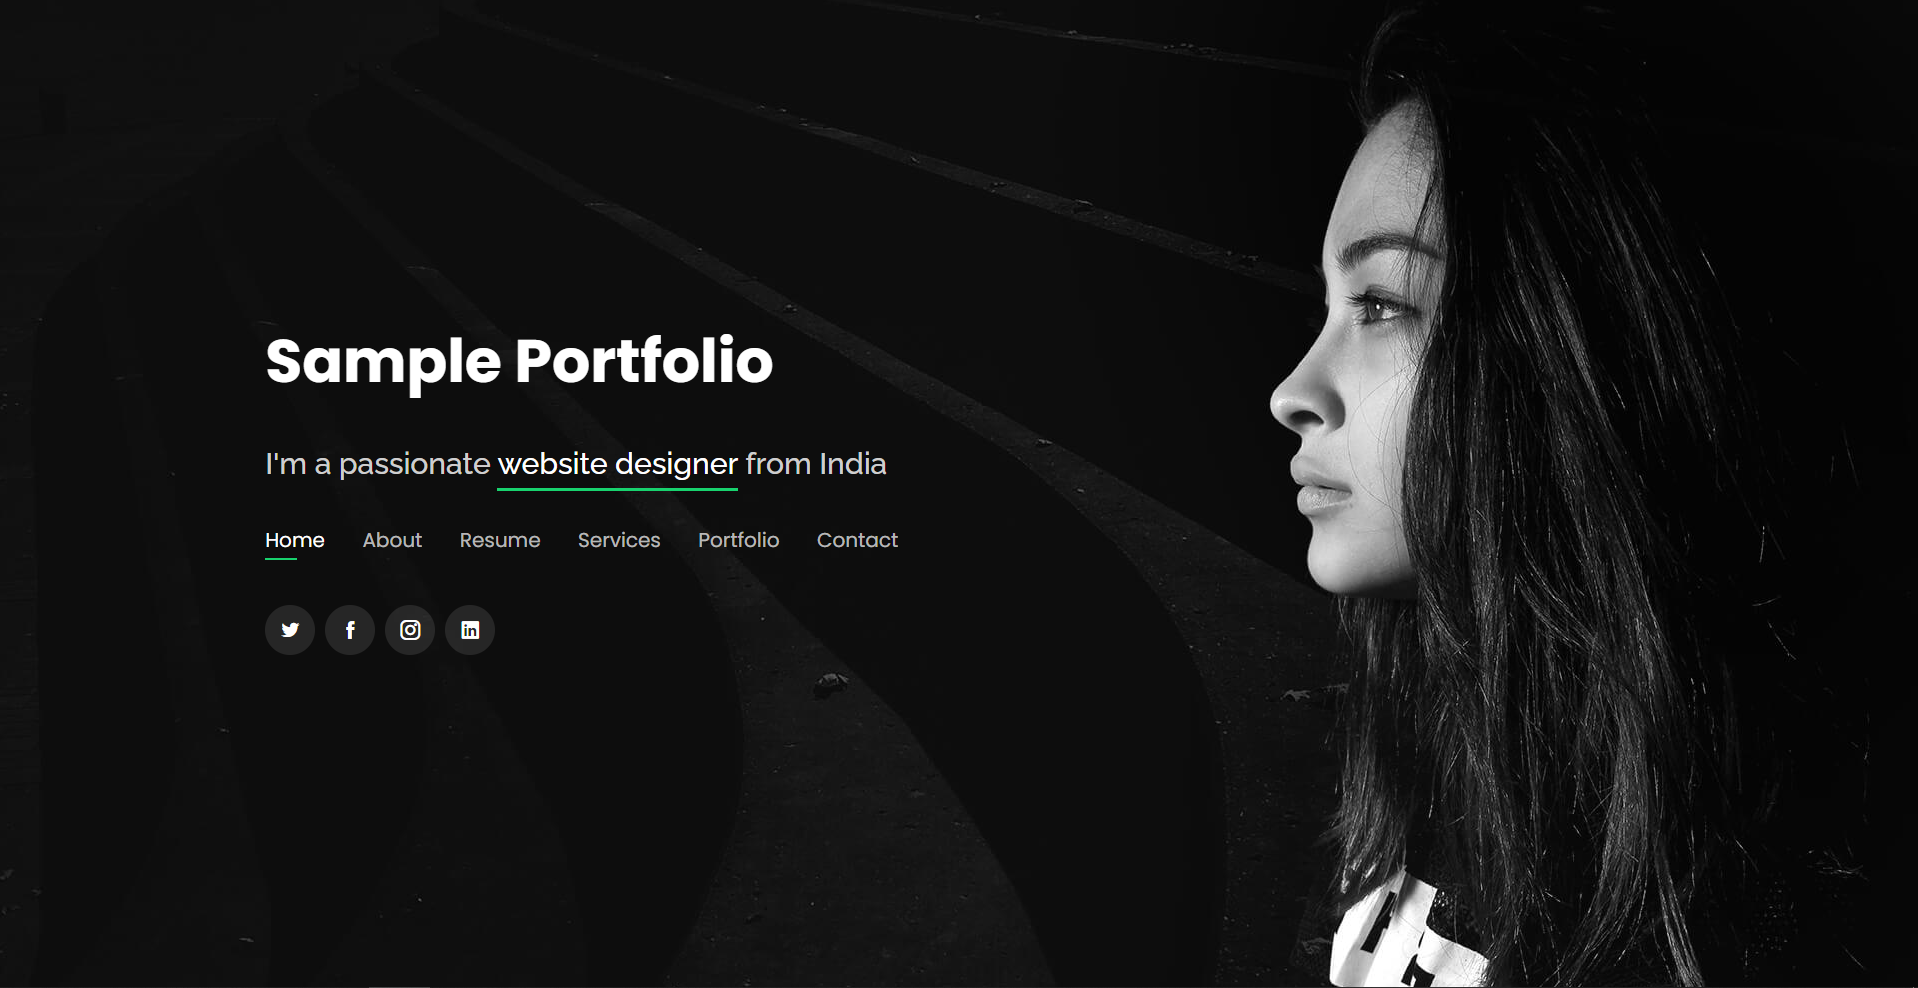 Sample Portfolio
I'm a passionate website designer from India
Home About Resume Services Portfolio Contact